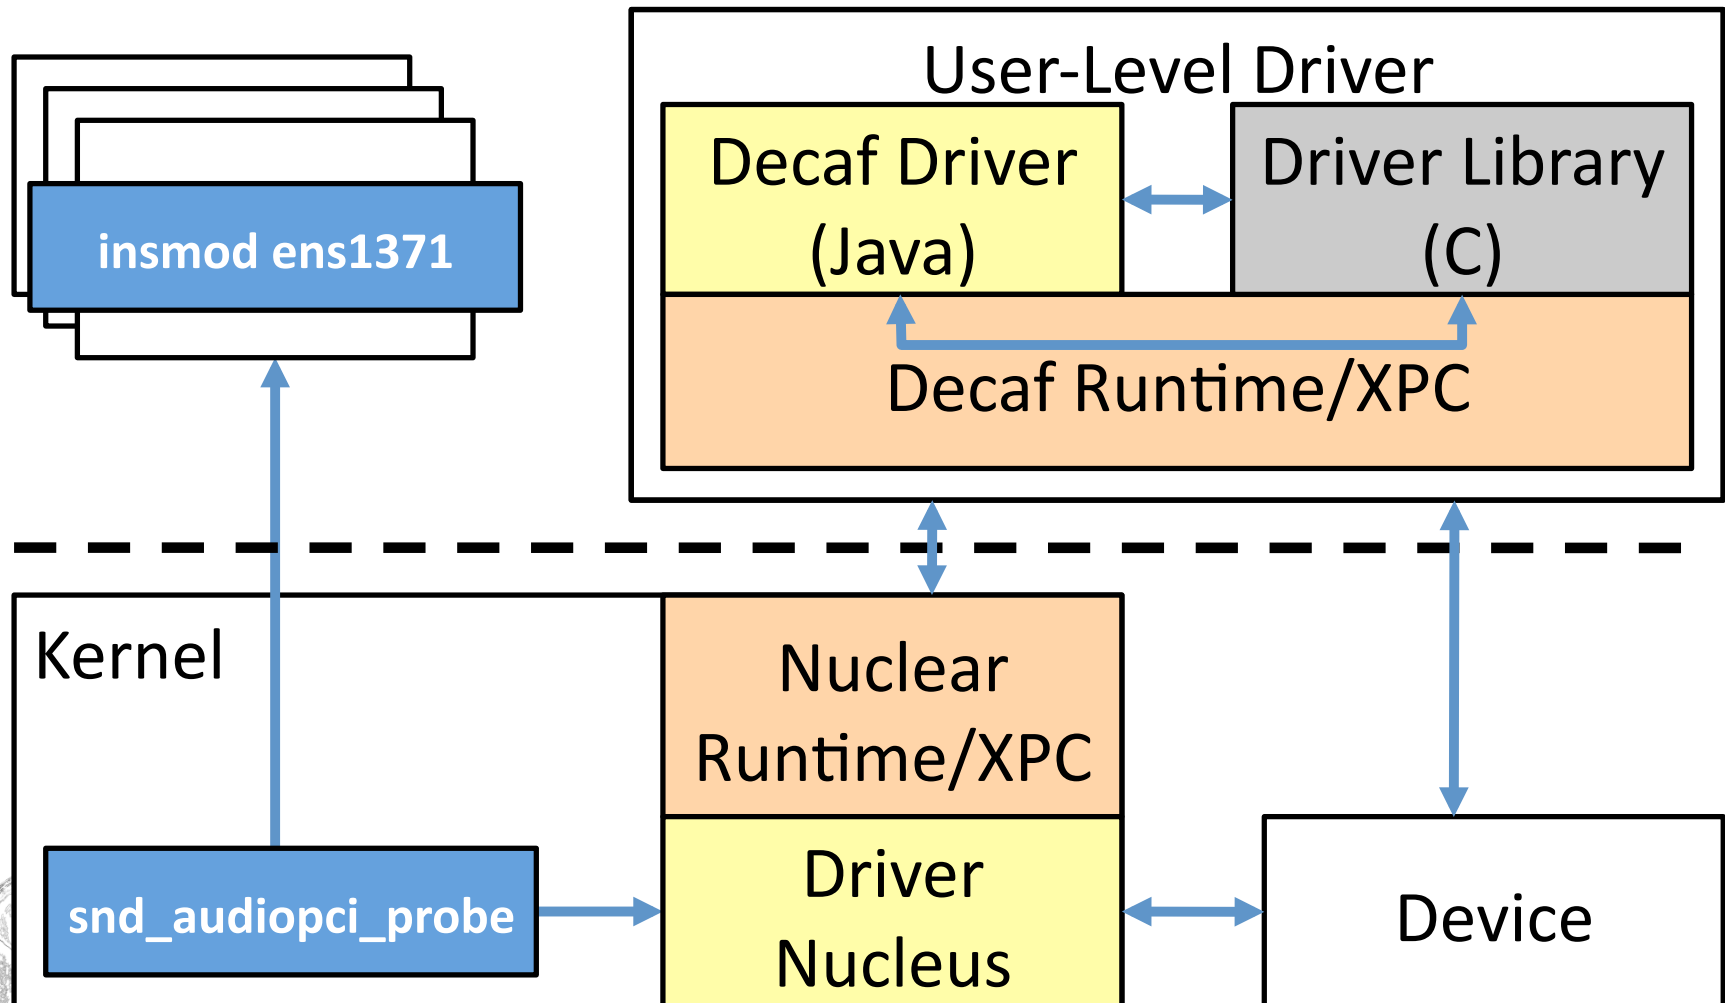 User-Level Driver
Decaf Driver
(Java)
Driver Library
(C)
insmod ens1371
Decaf Runtime/XPC
Kernel
Nuclear
Runtime/XPC
snd_audiopci_probe
Driver
Nucleus
Device